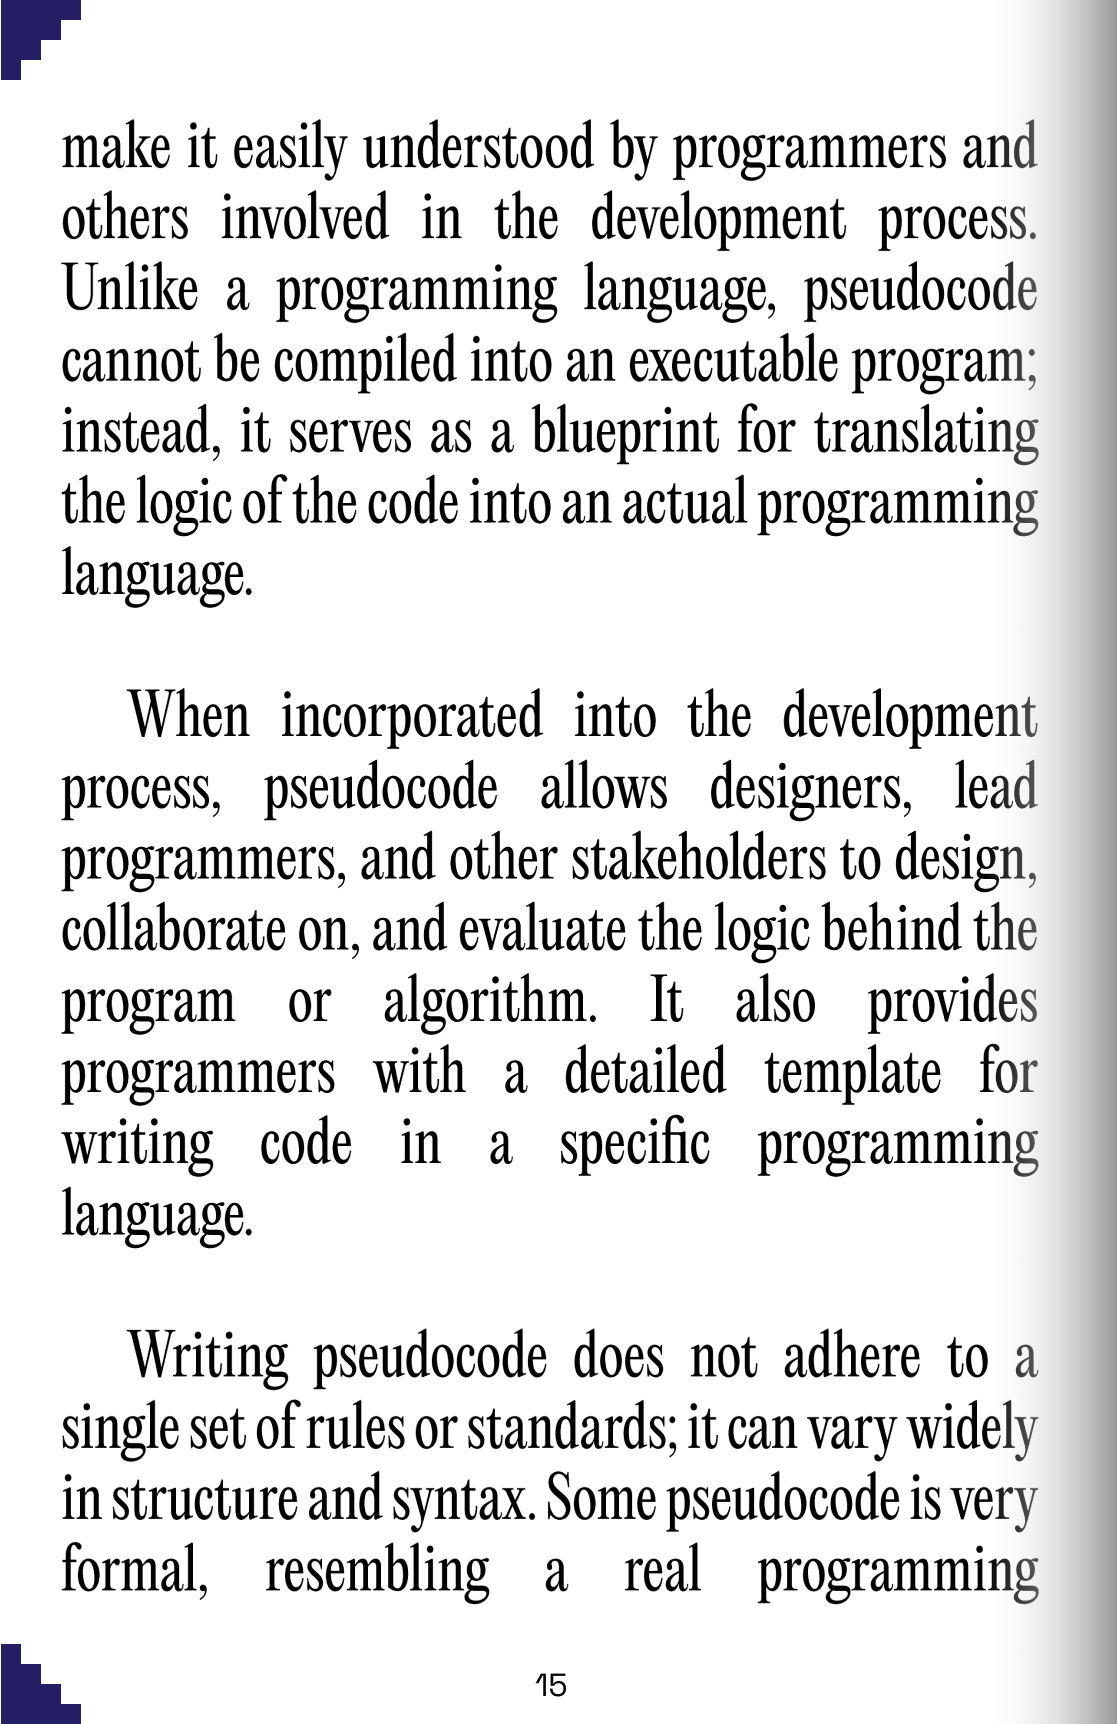 make it easily understood by programmers and
others involved in the development process.
Unlike a programming language, pseudocode
cannot be compiled into an executable program;
instead, it serves as a blueprint for translating
the logic of the code into an actual programming
language.
When incorporated into the development
process, pseudocode allows designers, lead
programmers, and other stakeholders to design,
collaborate on, and evaluate the logic behind the
program or algorithm. It also provides
programmers with a detailed template for
writing code in a specific programming
language.
Writing pseudocode does not adhere to a
single set of rules or standards; it can vary widely
in structure and syntax. Some pseudocode is very
formal, resembling a real programming
15